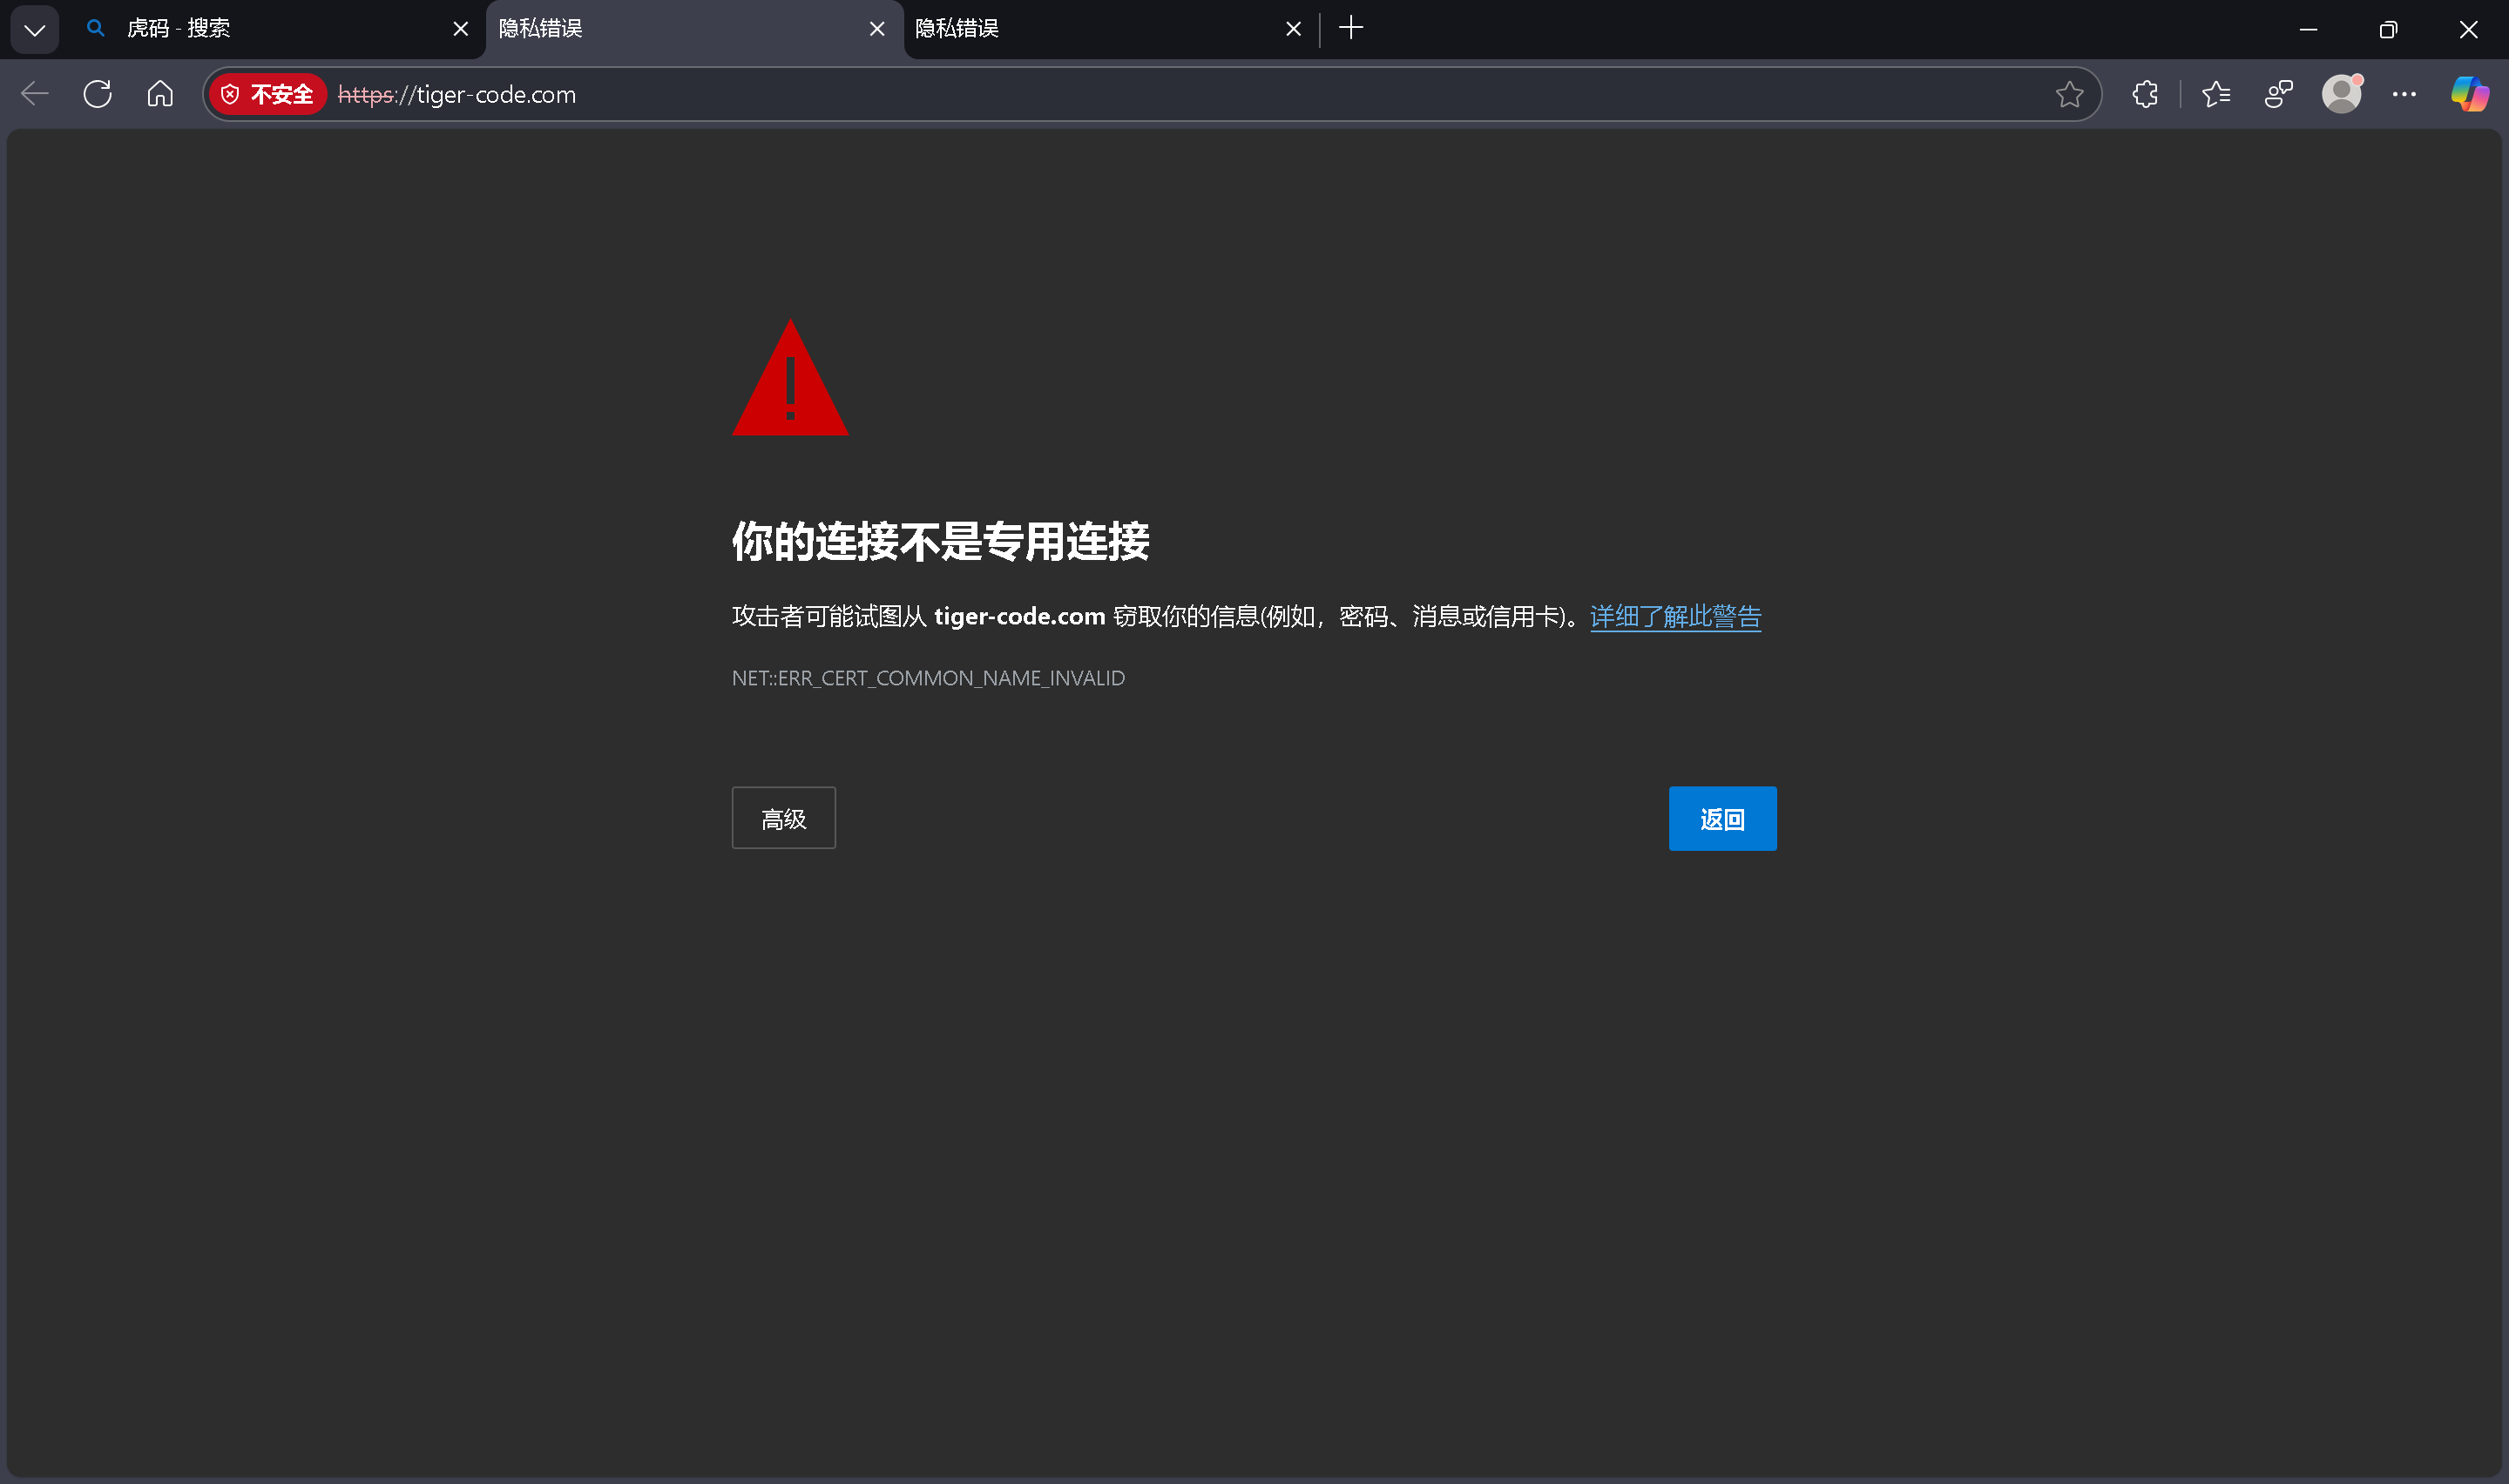 虎码 - 搜索
隐私错误
隐私错误
不安全 https://tiger-code.com
你的连接不是专用连接
攻击者可能试图从 tiger-code.com 窃取你的信息(例如，密码、消息或信用卡)。详细了解此警告
NET::ERR_CERT_COMMON_NAME_INVALID
高级
返回